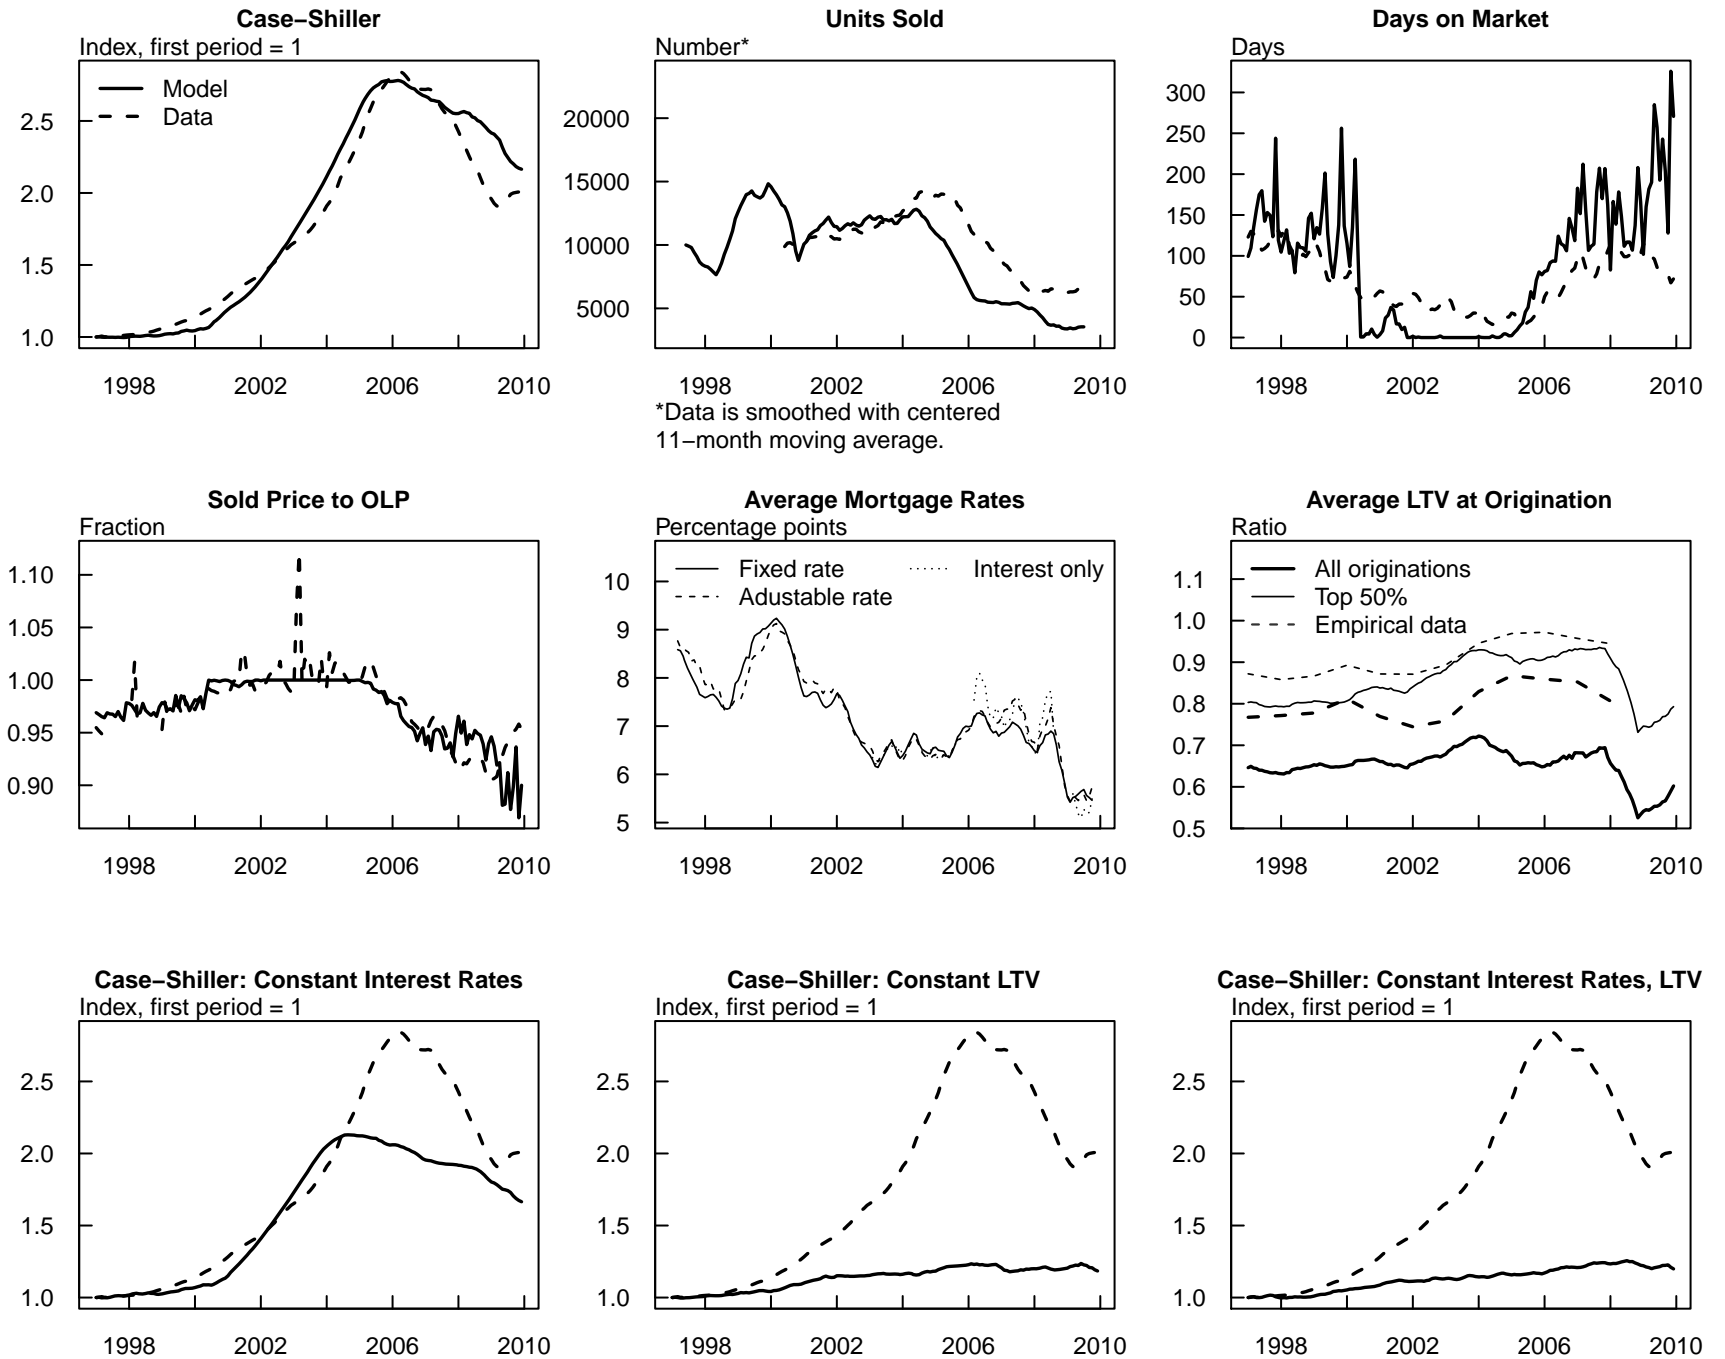 Case–Shiller
Index, first period = 1
Model
Data
2.5
2.0
1.5
1.0
1998 2002 2006 2010
Units Sold
Number*
20000
15000
10000
5000
1998 2002 2006 2010
*Data is smoothed with centered
11–month moving average.
Days on Market
Days
300
250
200
150
100
50
0
1998 2002 2006 2010
Sold Price to OLP
Fraction
1.10
1.05
1.00
0.95
0.90
1998 2002 2006 2010
Average Mortgage Rates
Percentage points
Fixed rate Interest only
Adustable rate
10
9
8
7
6
5
1998 2002 2006 2010
Average LTV at Origination
Ratio
All originations
Top 50%
Empirical data
1.1
1.0
0.9
0.8
0.7
0.6
0.5
1998 2002 2006 2010
Case–Shiller: Constant Interest Rates
Index, first period = 1
2.5
2.0
1.5
1.0
1998 2002 2006 2010
Case–Shiller: Constant LTV
Index, first period = 1
2.5
2.0
1.5
1.0
1998 2002 2006 2010
Case–Shiller: Constant Interest Rates, LTV
Index, first period = 1
2.5
2.0
1.5
1.0
1998 2002 2006 2010